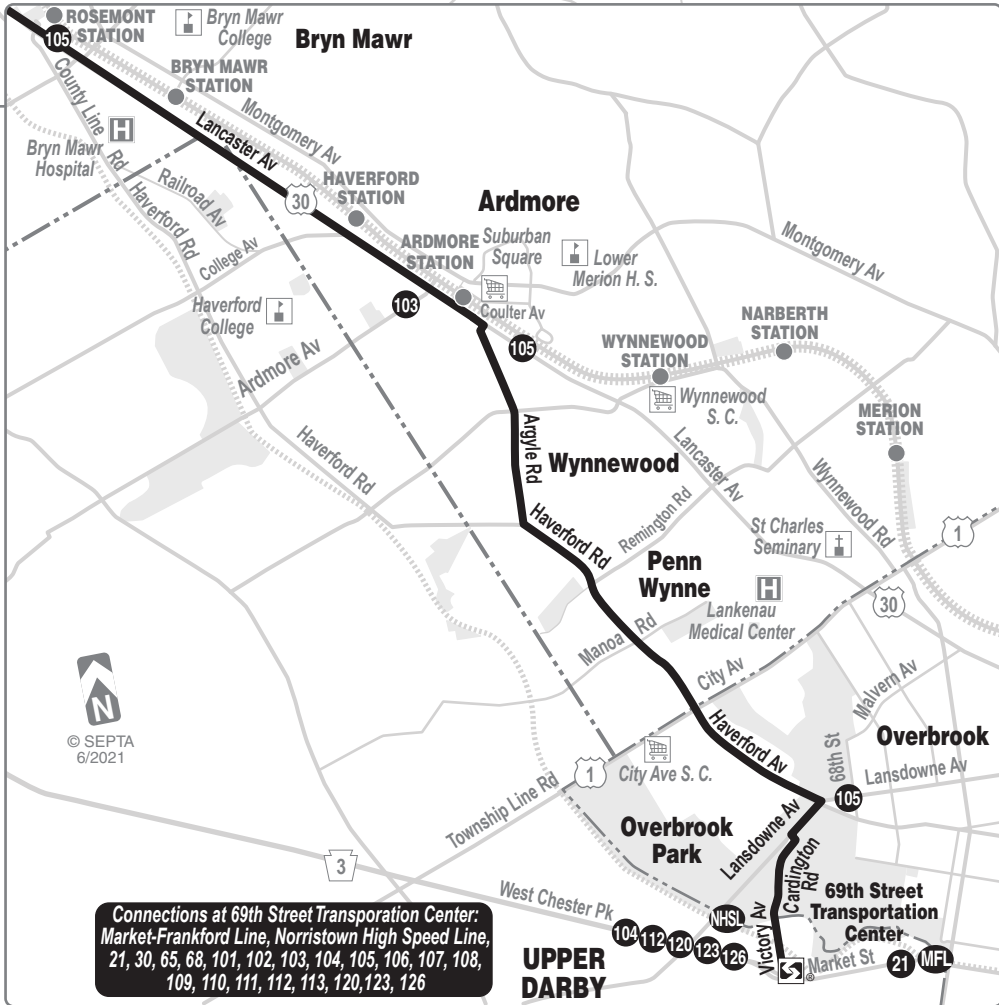 ROSEMONT
STATION
105
Bryn Mawr
College
Bryn Mawr
BRYN MAWR
STATION
County Line
Rd
Montgomery Av
H
Bryn Mawr
Hospital
Lancaster Av
Railroad Av
HAVERFORD
STATION
30
Haverford Rd
College Av
Ardmore
ARDMORE
STATION
Suburban
Square
Lower
Merion H. S.
Montgomery Av
Haverford
College
103
Coulter Av
105
NARBERTH
STATION
WYNNEWOOD
STATION
Ardmore Av
Wynnewood
S. C.
MERION
STATION
Argyle Rd
Haverford Rd
Wynnewood
Lancaster Av
Wynnewood Rd
Haverford Rd
Remington Rd
St Charles
Seminary
1
Penn
Wynne
H
Lankenau
Medical Center
30
Manoa Rd
City Av
Malvern Av
N
© SEPTA
6/2021
Haverford Av
68th St
Overbrook
1
City Ave S. C.
Lansdowne Av
105
Township Line Rd
Overbrook
Park
Lansdowne Av
3
Cardington
Rd
69th Street
Transportation
Center
West Chester Pk
NHSL
104
112
120
123
126
Victory Av
Market St
21
MFL
®
UPPER
DARBY
Connections at 69th Street Transporation Center:
Market-Frankford Line, Norristown High Speed Line,
21, 30, 65, 68, 101, 102, 103, 104, 105, 106, 107, 108,
109, 110, 111, 112, 113, 120,123, 126